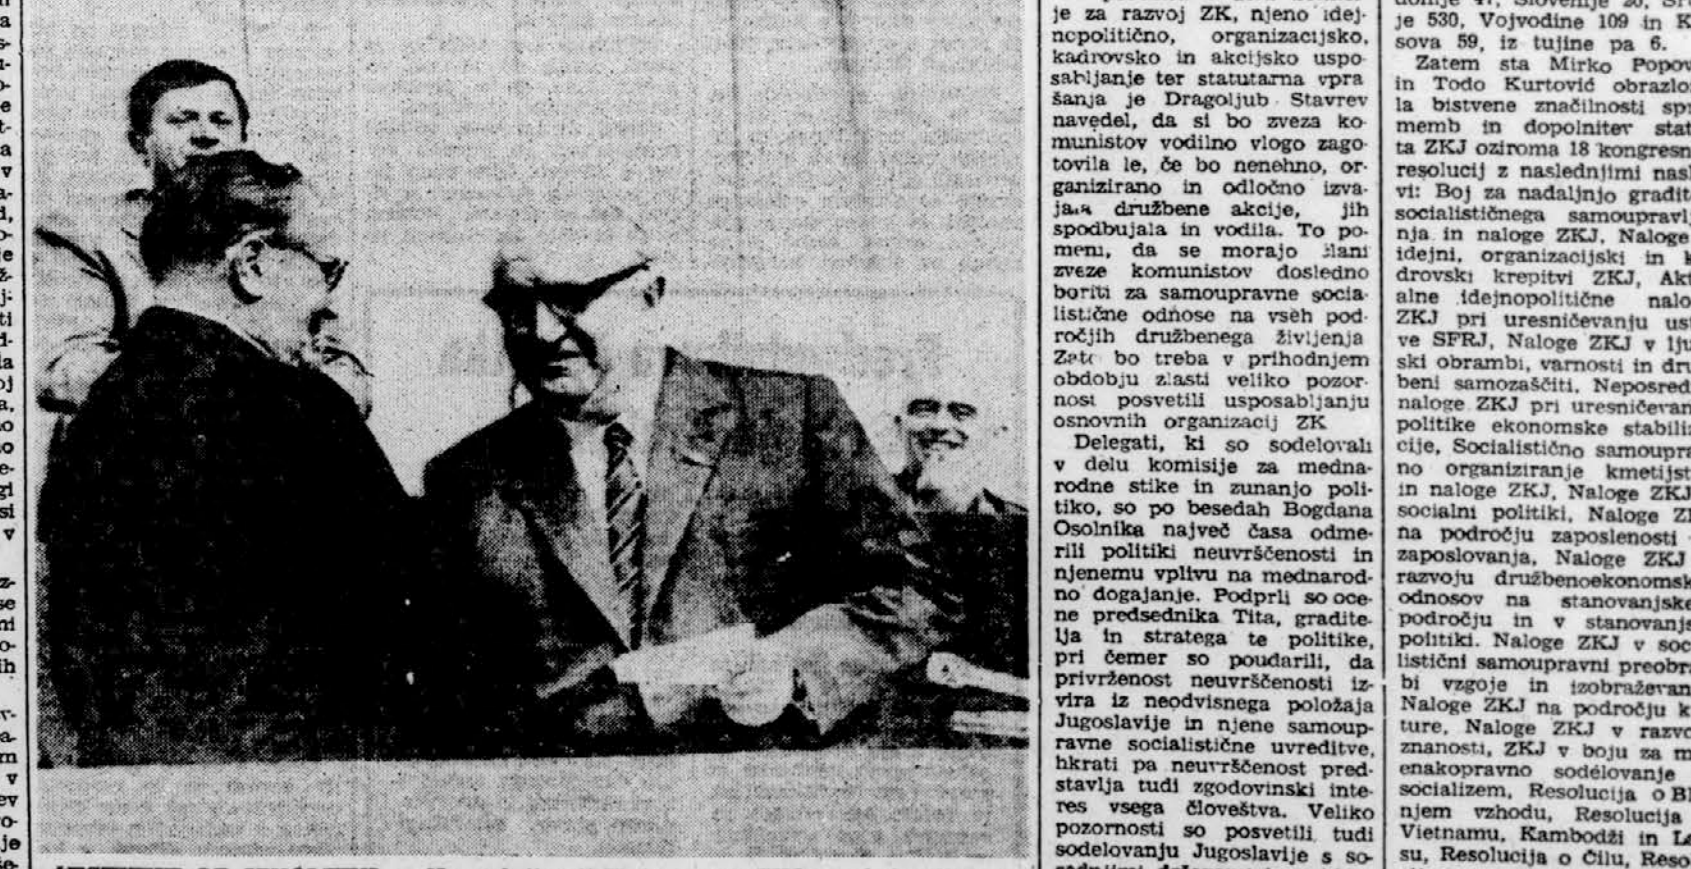 je za razvoj ZK, njeno idej-
nopolitično, organizacijsko,
kadrovsko in akcijsko uspo-
sabljanje ter statutarna vpra
šanja je Dragoljub Stavrev
navedel, da si bo zveza ko-
munistov vodilno vlogo zago-
tovila le, če bo nenehno, or-
ganizirano in odločno izva-
jala družbene akcije, jih
spodbujala in vodila. To po-
meni, da se morajo člani
zveze komunistov dosledno
boriti za samoupravne socia-
listične odnose na vseh pod-
ročjih družbenega življenja
Zato bo treba v prihodnjem
obdobju zlasti veliko pozor-
nost posvetili usposabljanju
osnovnih organizacij ZK
Delegati, ki so sodelovali
v delu komisije za medna-
rodne stike in zunanjo poli-
tiko, so po besedah Bogdana
Osolnika največ časa odme-
rili politiki neuvrščenosti in
njenemu vplivu na mednarod-
no dogajanje. Podprli so oce-
ne predsednika Tita, gradite-
lja in stratega te politike,
pri čemer so poudarili, da
privrženost neuvrščenosti iz-
vira iz neodvisnega položaja
Jugoslavije in njene samoup-
ravne socialistične uvreditve,
hkrati pa neuvrščenost pred-
stavlja tudi zgodovinski inte-
res vsega človeštva. Veliko
pozornosti so posvetili tudi
sodelovanju Jugoslavije s so-
je 530, Vojvodine 109 in K
sova 59, iz tujine pa 6.
Zatem sta Mirko Popov
in Todo Kurtović obrazlo
la bistvene značilnosti spr
memb in dopolnitev stat
ta ZKJ oziroma 18 kongresn
resolucij z naslednjimi nasl
vi: Boj za nadaljnjo gradit
socialističnega samoupravlj
nja in naloge ZKJ, Naloge
idejni, organizacijski in k
drovski krepitvi ZKJ, Akt
alne idejnopolitične nalo
ZKJ pri uresničevanju ust
ve SFRJ, Naloge ZKJ v lju
ski obrambi, varnosti in dru
beni samozaščiti, Neposred
naloge ZKJ pri uresničevan
politike ekonomske stabiliz
cije, Socialistično samoupra
no organiziranje kmetijst
in naloge ZKJ, Naloge ZKJ
socialni politiki, Naloge Z
na področju zaposlenosti
zaposlovanja, Naloge ZKJ
razvoju družbenoekonomsk
odnosov na stanovanjske
področju in v stanovanjs
politiki. Naloge ZKJ v soc
listični samoupravni preobra
bi vzgoje in izobraževan
Naloge ZKJ na področju k
ture, Naloge ZKJ v razvo
znanosti, ZKJ v boju za m
enakopravno sodelovanje
socializem, Resolucija o Bl
njem vzhodu, Resolucija
Vietnamu, Kambodži in La
su, Resolucija o Čilu, Reso